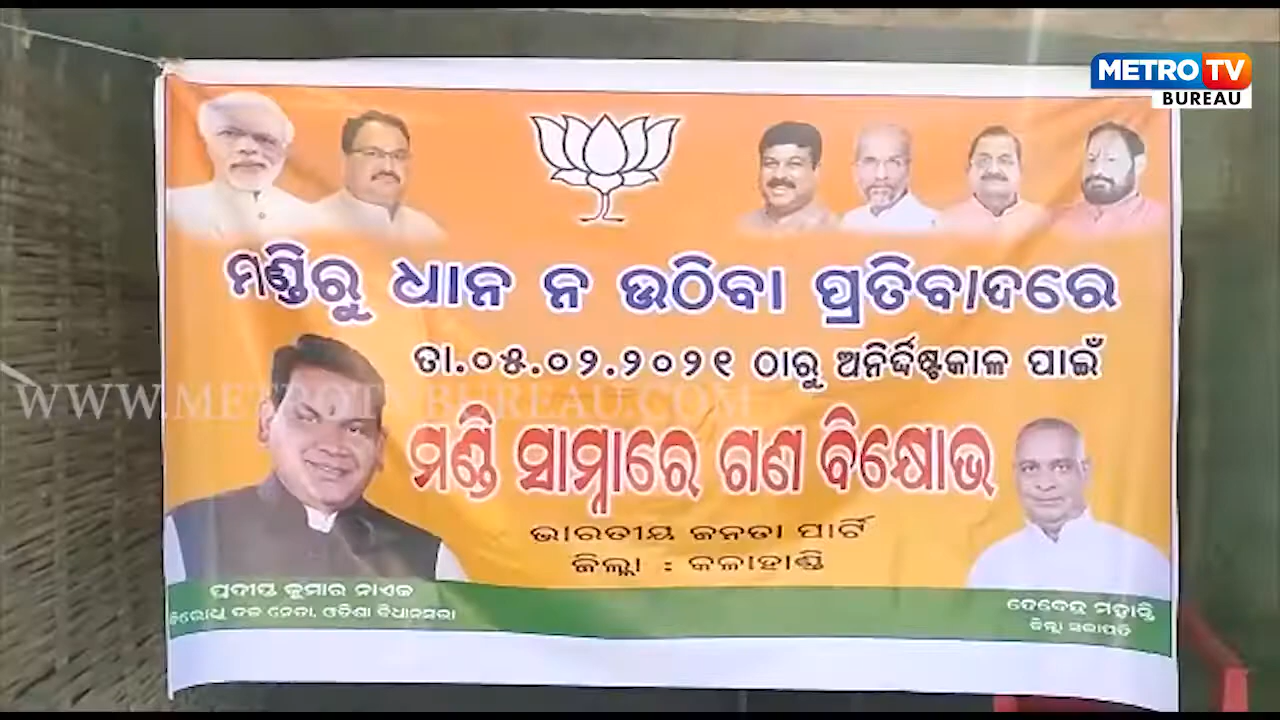 METRO TV
BUREAU
ମଣ୍ଡିରୁ ଧାନ ନ ଉଠିବା ପ୍ରତିବାଦରେ
ତା.୦୫.୦୨.୨୦୨୧ ଠାରୁ ଅନିର୍ଦ୍ଦିଷ୍ଟକାଳ ପାଇଁ
WWW.METROTVBUREAU.COM
ମଣ୍ଡି ସାମ୍ନାରେ ଗଣ ବିକ୍ଷୋଭ
ଭାରତୀୟ ଜନତା ପାର୍ଟି
ଜିଲ୍ଲା : କଳାହାଣ୍ଡି
ପ୍ରଦୀପ୍ତ କୁମାର ନାଏକ
ବିରୋଧି ଦଳ ନେତା, ଓଡିଶା ବିଧାନସଭା
ଦେବେନ୍ଦ୍ର ମହାନ୍ତି
ଜିଲ୍ଲା ସଭାପତି